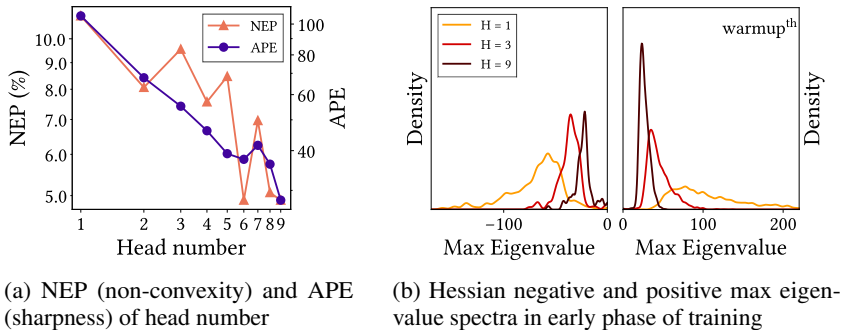 NEP
APE
10.0
9.0
8.0
7.0
6.0
5.0
NEP (%)
100
80
60
40
APE
1 2 3 4 5 6 7 8 9
Head number
H = 1
H = 3
H = 9
Density
−100 0
Max Eigenvalue
warmup^th
Density
0 100 200
Max Eigenvalue
(a) NEP (non-convexity) and APE
(sharpness) of head number
(b) Hessian negative and positive max eigen-
value spectra in early phase of training